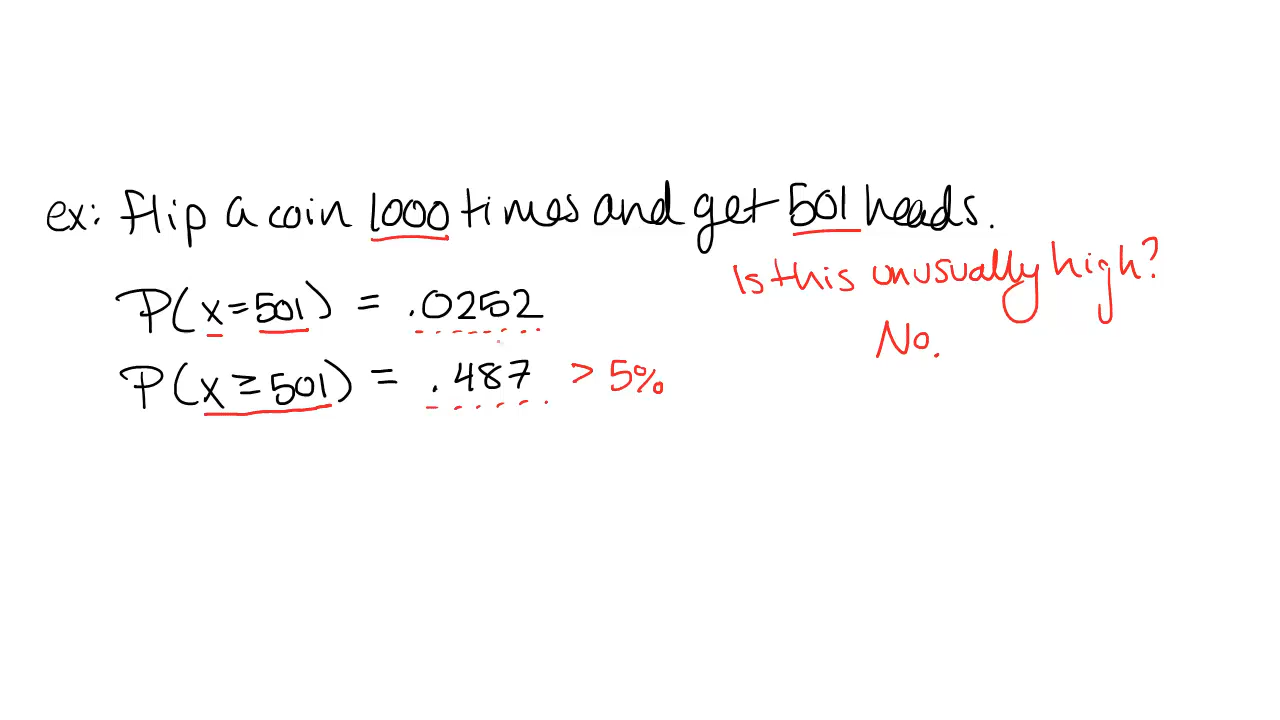 ex: flip a coin 1000 times and get 501 heads.
Is this unusually high?
No.
P(x=501) = .0252
P(x≥501) = .487 > 5%